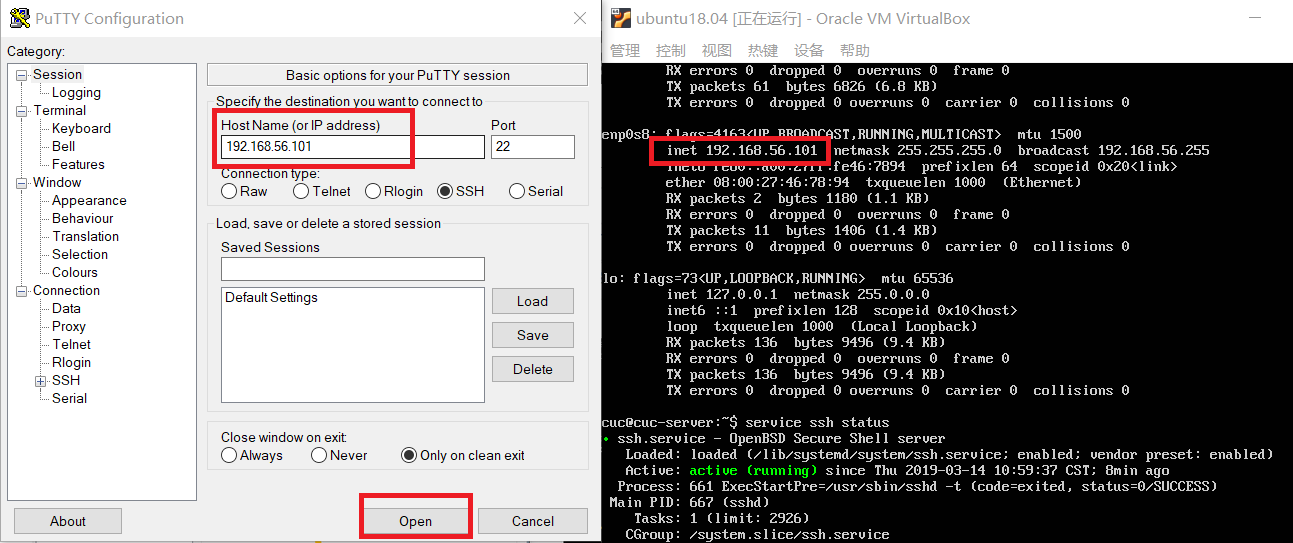 PuTTY Configuration
Category:
Session
Logging
Terminal
Keyboard
Bell
Features
Window
Appearance
Behaviour
Translation
Selection
Colours
Connection
Data
Proxy
Telnet
Rlogin
SSH
Serial
Basic options for your PuTTY session
Specify the destination you want to connect to
Host Name (or IP address) Port
192.168.56.101 22
Connection type:
Raw Telnet Rlogin SSH Serial
Load, save or delete a stored session
Saved Sessions
Default Settings
Load
Save
Delete
Close window on exit:
Always Never Only on clean exit
About Open Cancel
ubuntu18.04 [正在运行] - Oracle VM VirtualBox
管理 控制 视图 热键 设备 帮助
RX errors 0 dropped 0 overruns 0 frame 0
TX packets 61 bytes 6826 (6.8 KB)
TX errors 0 dropped 0 overruns 0 carrier 0 collisions 0
enp0s8: flags=4163<UP,BROADCAST,RUNNING,MULTICAST> mtu 1500
inet 192.168.56.101 netmask 255.255.255.0 broadcast 192.168.56.255
inet6 fe80::a00:27ff:fe46:7894 prefixlen 64 scopeid 0x20<link>
ether 08:00:27:46:78:94 txqueuelen 1000 (Ethernet)
RX packets 2 bytes 1180 (1.1 KB)
RX errors 0 dropped 0 overruns 0 frame 0
TX packets 11 bytes 1406 (1.4 KB)
TX errors 0 dropped 0 overruns 0 carrier 0 collisions 0
lo: flags=73<UP,LOOPBACK,RUNNING> mtu 65536
inet 127.0.0.1 netmask 255.0.0.0
inet6 ::1 prefixlen 128 scopeid 0x10<host>
loop txqueuelen 1000 (Local Loopback)
RX packets 136 bytes 9496 (9.4 KB)
RX errors 0 dropped 0 overruns 0 frame 0
TX packets 136 bytes 9496 (9.4 KB)
TX errors 0 dropped 0 overruns 0 carrier 0 collisions 0
cuc@cuc-server:~$ service ssh status
● ssh.service - OpenBSD Secure Shell server
Loaded: loaded (/lib/systemd/system/ssh.service; enabled; vendor preset: enabled)
Active: active (running) since Thu 2019-03-14 10:59:37 CST; 8min ago
Process: 661 ExecStartPre=/usr/sbin/sshd -t (code=exited, status=0/SUCCESS)
Main PID: 667 (sshd)
Tasks: 1 (limit: 2926)
CGroup: /system.slice/ssh.service